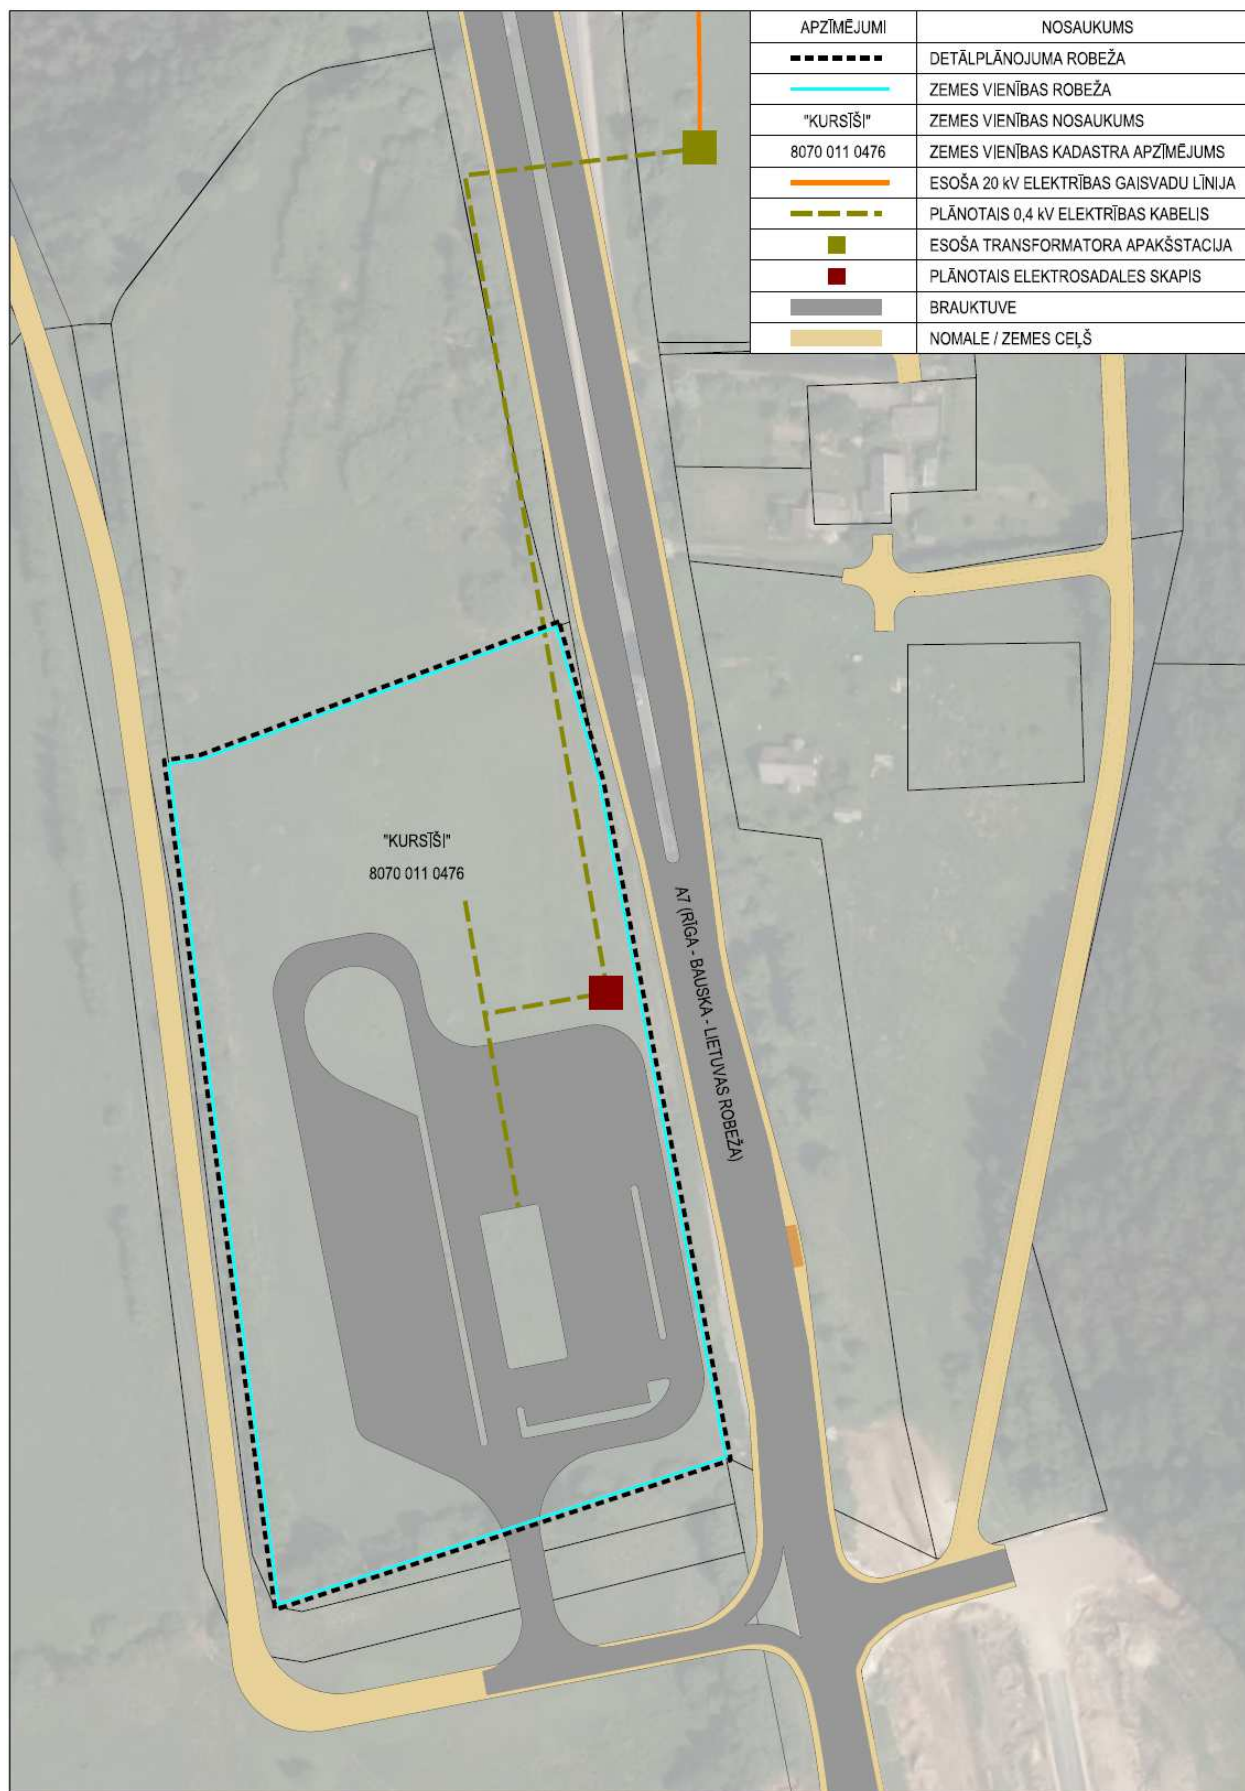 APZĪMĒJUMI NOSAUKUMS
DETĀLPLĀNOJUMA ROBEŽA
ZEMES VIENĪBAS ROBEŽA
"KURSĪŠI" ZEMES VIENĪBAS NOSAUKUMS
8070 011 0476 ZEMES VIENĪBAS KADASTRA APZĪMĒJUMS
ESOŠA 20 kV ELEKTRĪBAS GAISVADU LĪNIJA
PLĀNOTAIS 0,4 kV ELEKTRĪBAS KABELIS
ESOŠA TRANSFORMATORA APAKŠSTACIJA
PLĀNOTAIS ELEKTROSADALES SKAPIS
BRAUKTUVE
NOMALE / ZEMES CEĻŠ
"KURSĪŠI"
8070 011 0476
A7 (RĪGA - BAUSKA - LIETUVAS ROBEŽA)